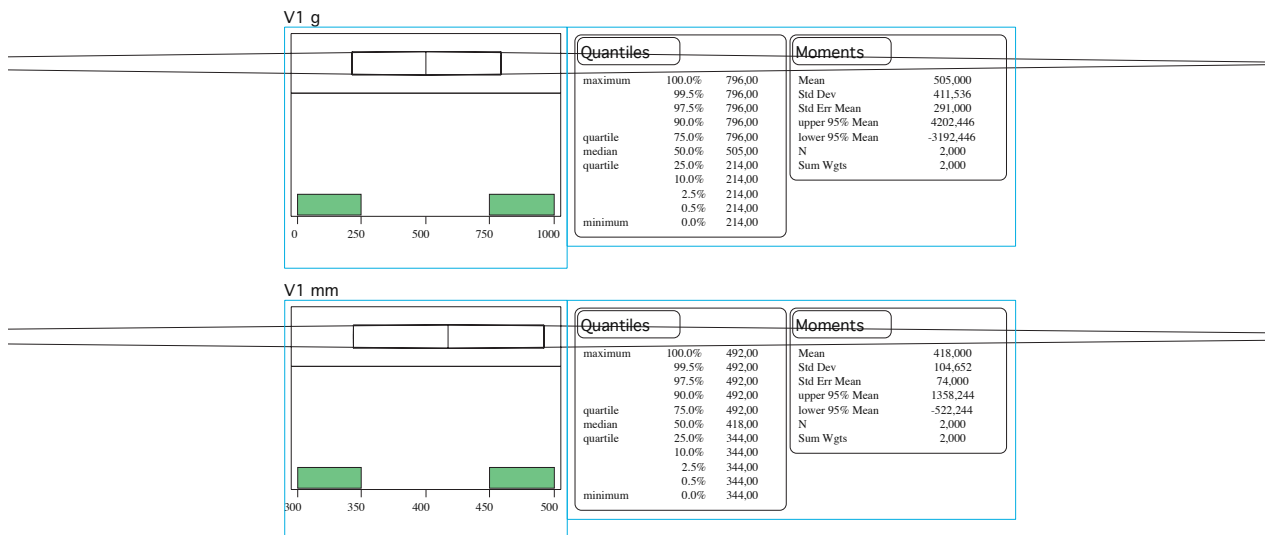 V1 g
Quantiles
maximum 100.0% 796,00
99.5% 796,00
97.5% 796,00
90.0% 796,00
quartile 75.0% 796,00
median 50.0% 505,00
quartile 25.0% 214,00
10.0% 214,00
2.5% 214,00
0.5% 214,00
minimum 0.0% 214,00
Moments
Mean 505,000
Std Dev 411,536
Std Err Mean 291,000
upper 95% Mean 4202,446
lower 95% Mean -3192,446
N 2,000
Sum Wgts 2,000
0 250 500 750 1000
V1 mm
Quantiles
maximum 100.0% 492,00
99.5% 492,00
97.5% 492,00
90.0% 492,00
quartile 75.0% 492,00
median 50.0% 418,00
quartile 25.0% 344,00
10.0% 344,00
2.5% 344,00
0.5% 344,00
minimum 0.0% 344,00
Moments
Mean 418,000
Std Dev 104,652
Std Err Mean 74,000
upper 95% Mean 1358,244
lower 95% Mean -522,244
N 2,000
Sum Wgts 2,000
300 350 400 450 500